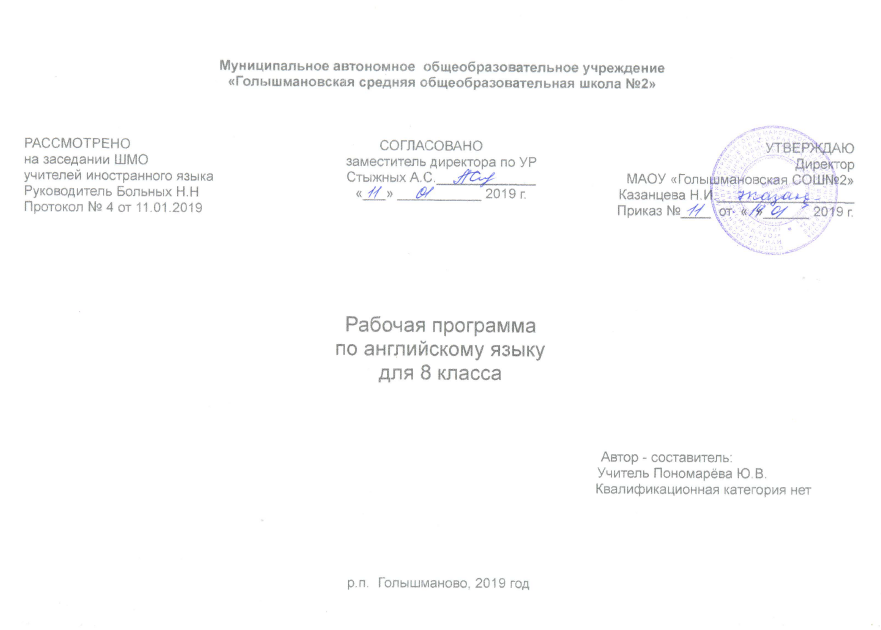 Муниципальное автономное общеобразовательное учреждение
«Голышмановская средняя общеобразовательная школа №2»
РАССМОТРЕНО
на заседании ШМО
учителей иностранного языка
Руководитель Больных Н.Н
Протокол № 4 от 11.01.2019
СОГЛАСОВАНО
заместитель директора по УР
Стыжных А.С.
«11» 01 2019 г.
УТВЕРЖДАЮ
Директор
МАОУ «Голышмановская СОШ№2»
Казанцева Н.И.
Приказ № 11 от « 01 2019 г.
Рабочая программа
по английскому языку
для 8 класса
Автор - составитель:
Учитель Пономарёва Ю.В.
Квалификационная категория нет
р.п. Голышманово, 2019 год